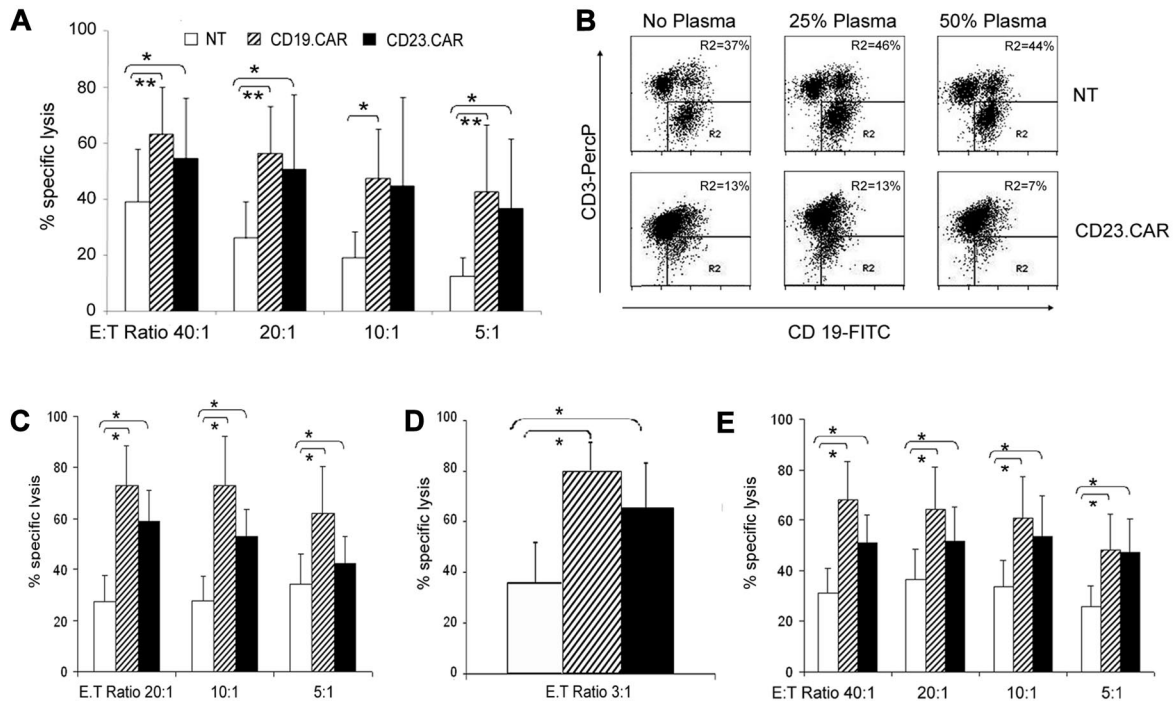 A
NT CD19.CAR CD23.CAR
% specific lysis
100
80
60
40
20
0
* ** * ** * * **
E:T Ratio 40:1 20:1 10:1 5:1
B
No Plasma 25% Plasma 50% Plasma
R2=37% R2=46% R2=44%
R2 R2 R2
NT
R2=13% R2=13% R2=7%
R2 R2 R2
CD23.CAR
CD3-PercP
CD 19-FITC
C
% specific lysis
100
80
60
40
20
0
* * * * * *
E.T Ratio 20:1 10:1 5:1
D
% specific lysis
100
80
60
40
20
0
* *
E.T Ratio 3:1
E
% specific lysis
100
80
60
40
20
0
* * * * * * * *
E.T Ratio 40:1 20:1 10:1 5:1